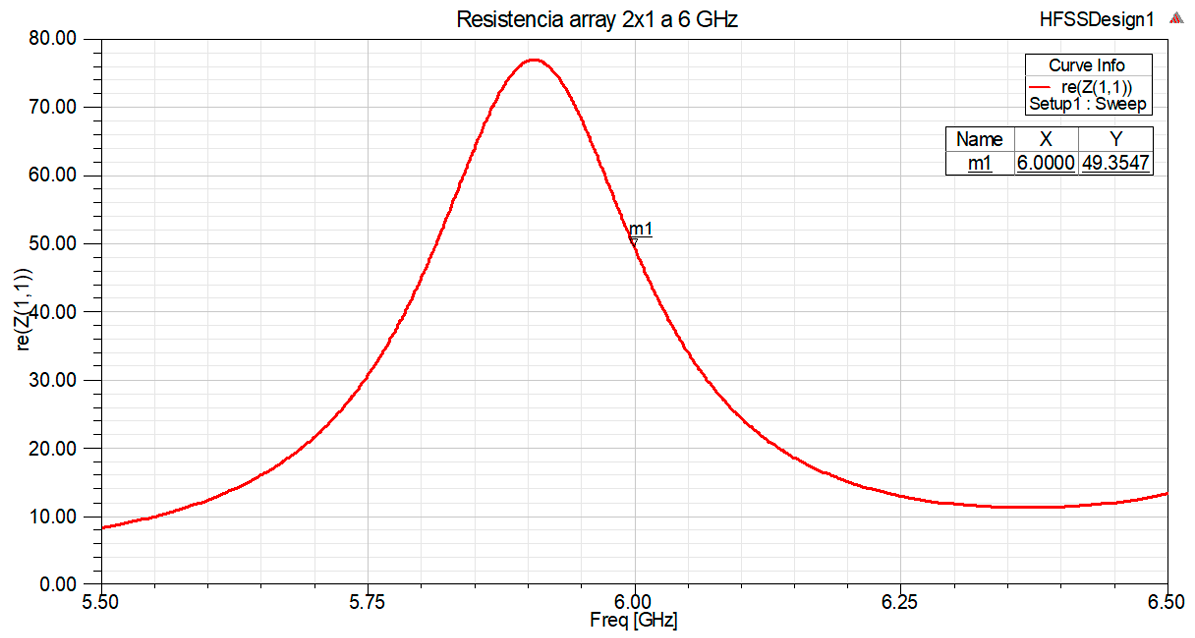 Resistencia array 2x1 a 6 GHz
HFSSDesign1
Curve Info
re(Z(1,1))
Setup1 : Sweep
Name X Y
m1 6.0000 49.3547
m1
re(Z(1,1))
80.00
70.00
60.00
50.00
40.00
30.00
20.00
10.00
0.00
5.50 5.75 6.00 6.25 6.50
Freq [GHz]